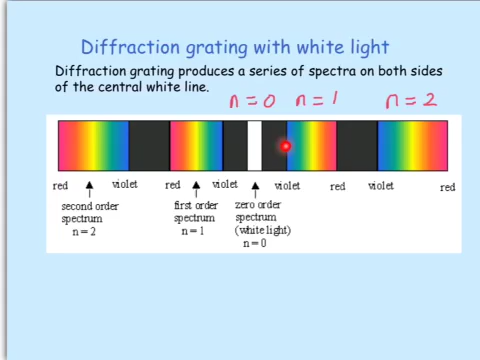 Diffraction grating with white light
Diffraction grating produces a series of spectra on both sides
of the central white line.
n = 0 n = 1 n = 2
red violet red violet violet red violet red
second order
spectrum
n = 2
first order
spectrum
n = 1
zero order
spectrum
(white light)
n = 0